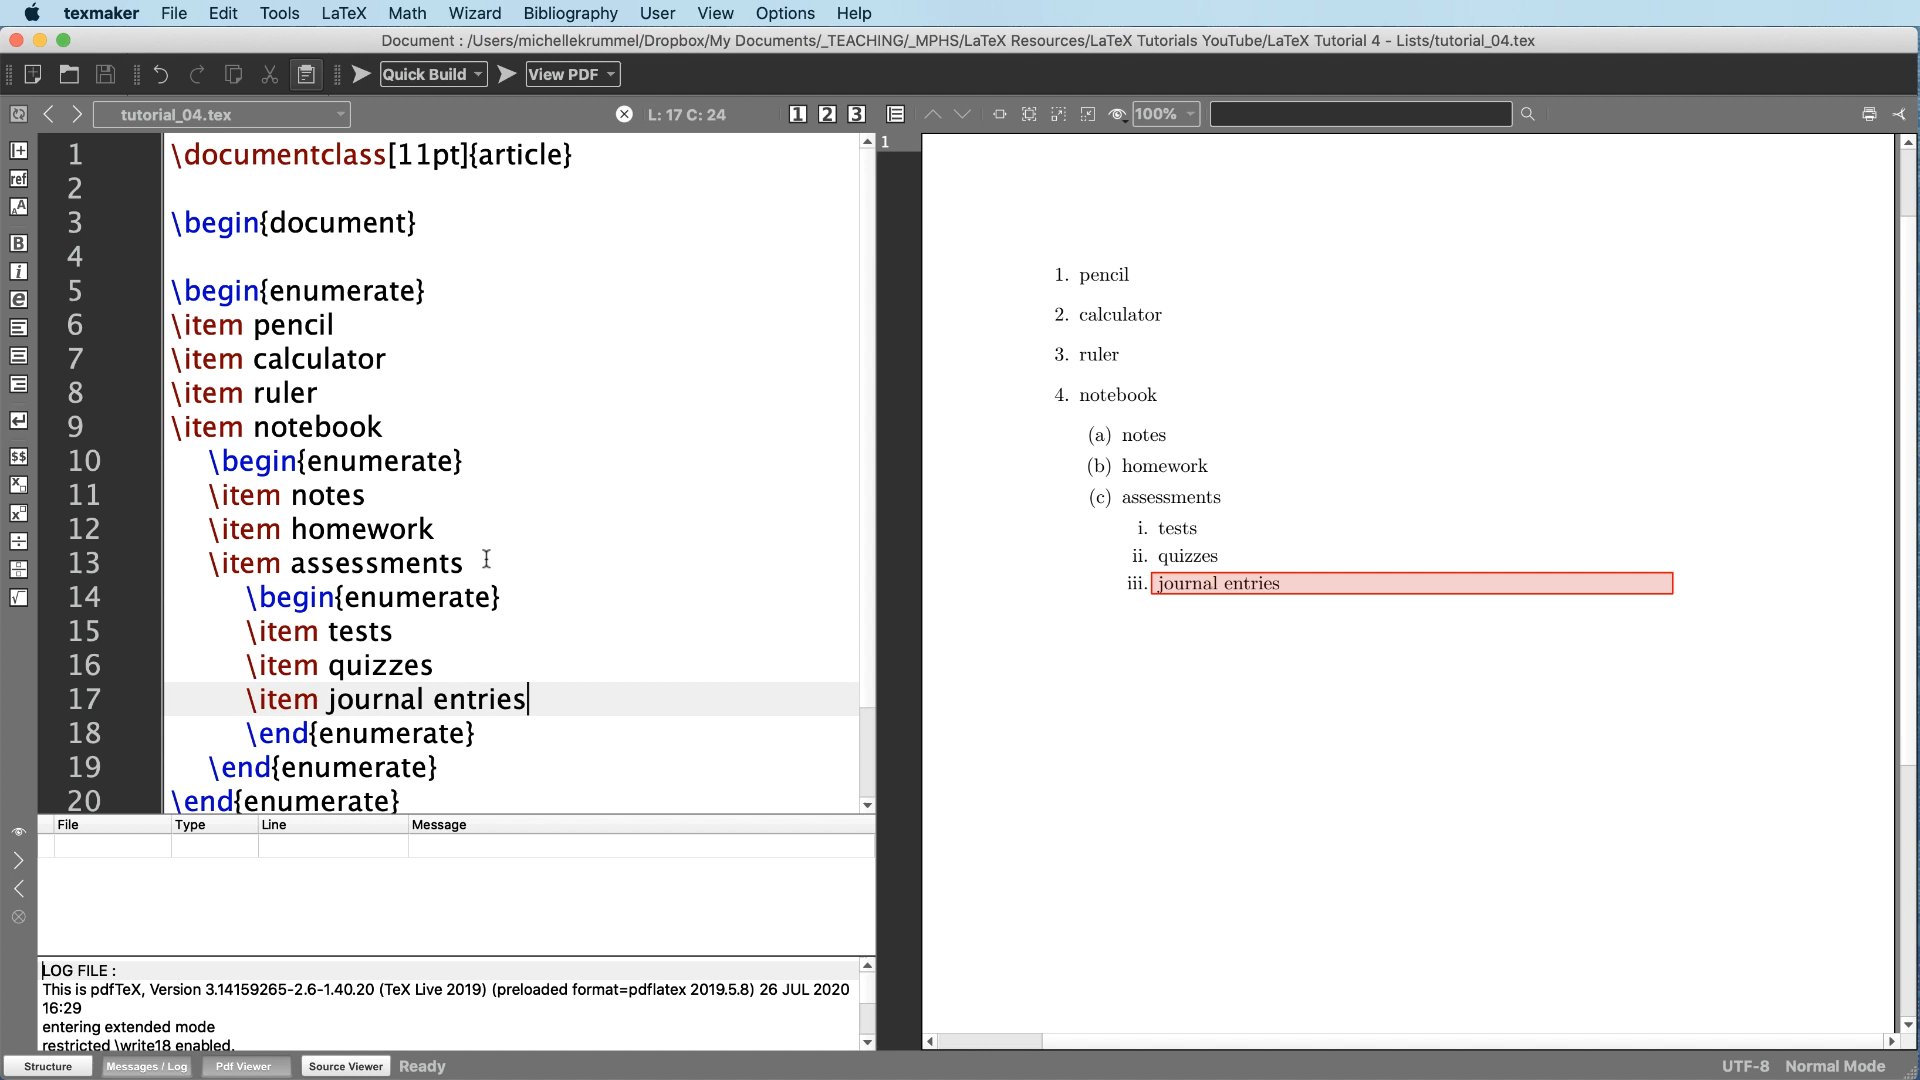 texmaker File Edit Tools LaTeX Math Wizard Bibliography User View Options Help
Document : /Users/michellekrummel/Dropbox/My Documents/_TEACHING/_MPHS/LaTeX Resources/LaTeX Tutorials YouTube/LaTeX Tutorial 4 - Lists/tutorial_04.tex
Quick Build View PDF
tutorial_04.tex L: 17 C: 24 1 2 3 100%
1 \documentclass[11pt]{article}
2
3 \begin{document}
4
5 \begin{enumerate}
6 \item pencil
7 \item calculator
8 \item ruler
9 \item notebook
10 \begin{enumerate}
11 \item notes
12 \item homework
13 \item assessments
14 \begin{enumerate}
15 \item tests
16 \item quizzes
17 \item journal entries
18 \end{enumerate}
19 \end{enumerate}
20 \end{enumerate}
1
1. pencil
2. calculator
3. ruler
4. notebook
(a) notes
(b) homework
(c) assessments
i. tests
ii. quizzes
iii. journal entries
File Type Line Message
LOG FILE :
This is pdfTeX, Version 3.14159265-2.6-1.40.20 (TeX Live 2019) (preloaded format=pdflatex 2019.5.8) 26 JUL 2020
16:29
entering extended mode
restricted \write18 enabled.
Structure Messages / Log Pdf Viewer Source Viewer Ready UTF-8 Normal Mode